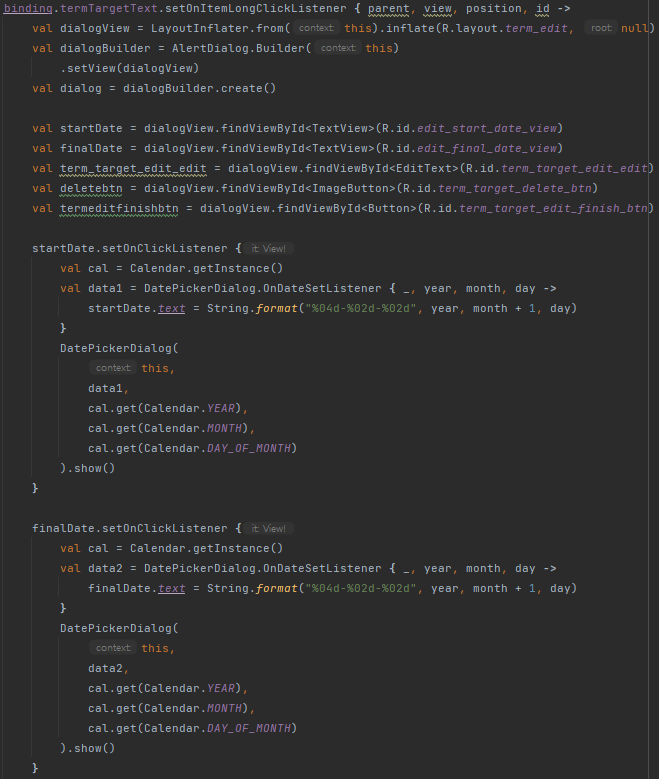 binding.termTargetText.setOnItemLongClickListener { parent, view, position, id ->
val dialogView = LayoutInflater.from( context: this).inflate(R.layout.term_edit, root: null)
val dialogBuilder = AlertDialog.Builder( context: this)
.setView(dialogView)
val dialog = dialogBuilder.create()
val startDate = dialogView.findViewById<TextView>(R.id.edit_start_date_view)
val finalDate = dialogView.findViewById<TextView>(R.id.edit_final_date_view)
val term_target_edit_edit = dialogView.findViewById<EditText>(R.id.term_target_edit_edit)
val deletebtn = dialogView.findViewById<ImageButton>(R.id.term_target_delete_btn)
val termeditfinishbtn = dialogView.findViewById<Button>(R.id.term_target_edit_finish_btn)
startDate.setOnClickListener { it: View!
val cal = Calendar.getInstance()
val data1 = DatePickerDialog.OnDateSetListener { _, year, month, day ->
startDate.text = String.format("%04d-%02d-%02d", year, month + 1, day)
}
DatePickerDialog(
context: this,
data1,
cal.get(Calendar.YEAR),
cal.get(Calendar.MONTH),
cal.get(Calendar.DAY_OF_MONTH)
).show()
}
finalDate.setOnClickListener { it: View!
val cal = Calendar.getInstance()
val data2 = DatePickerDialog.OnDateSetListener { _, year, month, day ->
finalDate.text = String.format("%04d-%02d-%02d", year, month + 1, day)
}
DatePickerDialog(
context: this,
data2,
cal.get(Calendar.YEAR),
cal.get(Calendar.MONTH),
cal.get(Calendar.DAY_OF_MONTH)
).show()
}